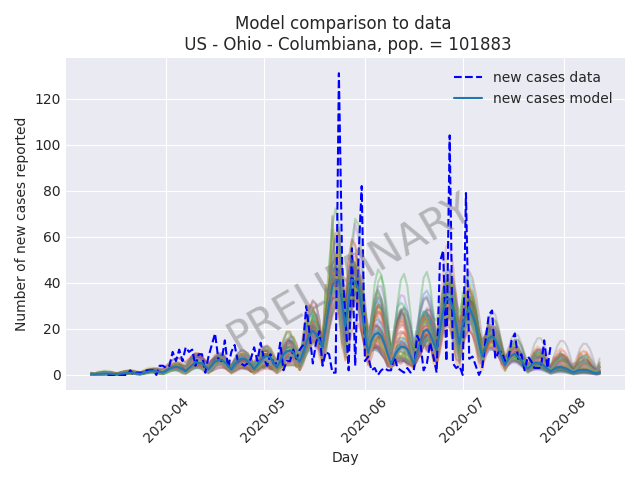 Model comparison to data
US - Ohio - Columbiana, pop. = 101883
Number of new cases reported
120
100
80
60
40
20
0
new cases data
new cases model
PRELIMINARY
2020-04
2020-05
2020-06
2020-07
2020-08
Day